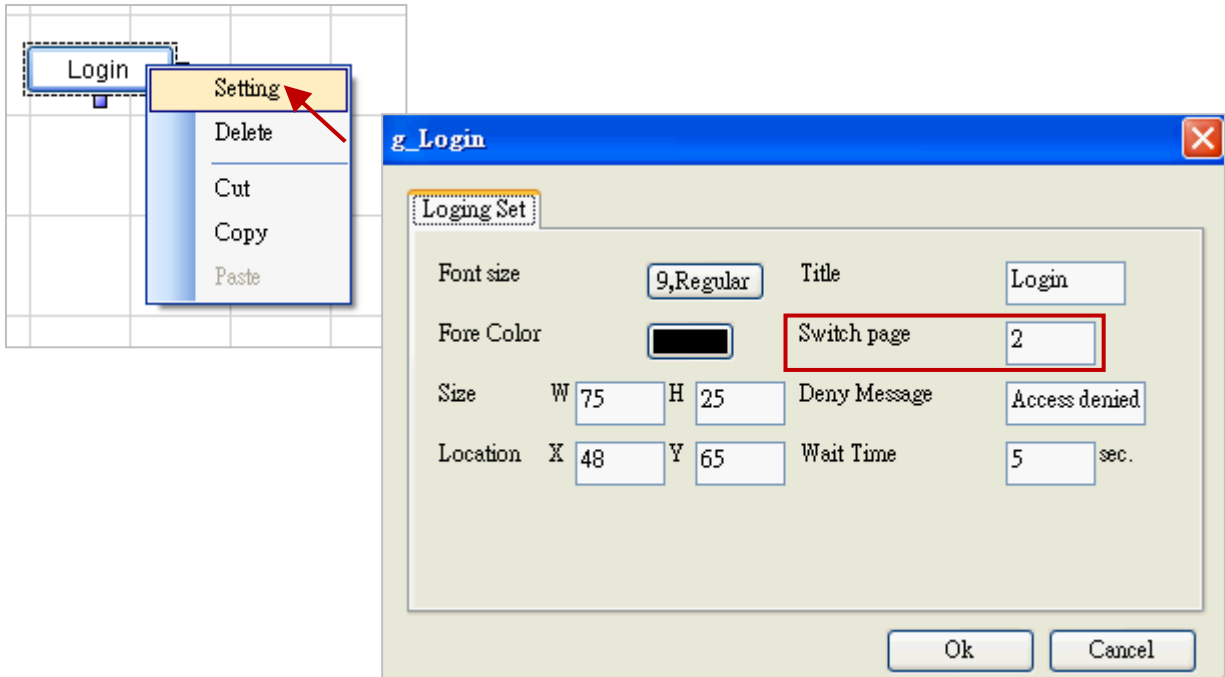 Login
Setting
Delete
Cut
Copy
Paste
g_Login
Loging Set
Font size 9,Regular Title Login
Fore Color Switch page 2
Size W 75 H 25 Deny Message Access denied
Location X 48 Y 65 Wait Time 5 sec.
Ok Cancel